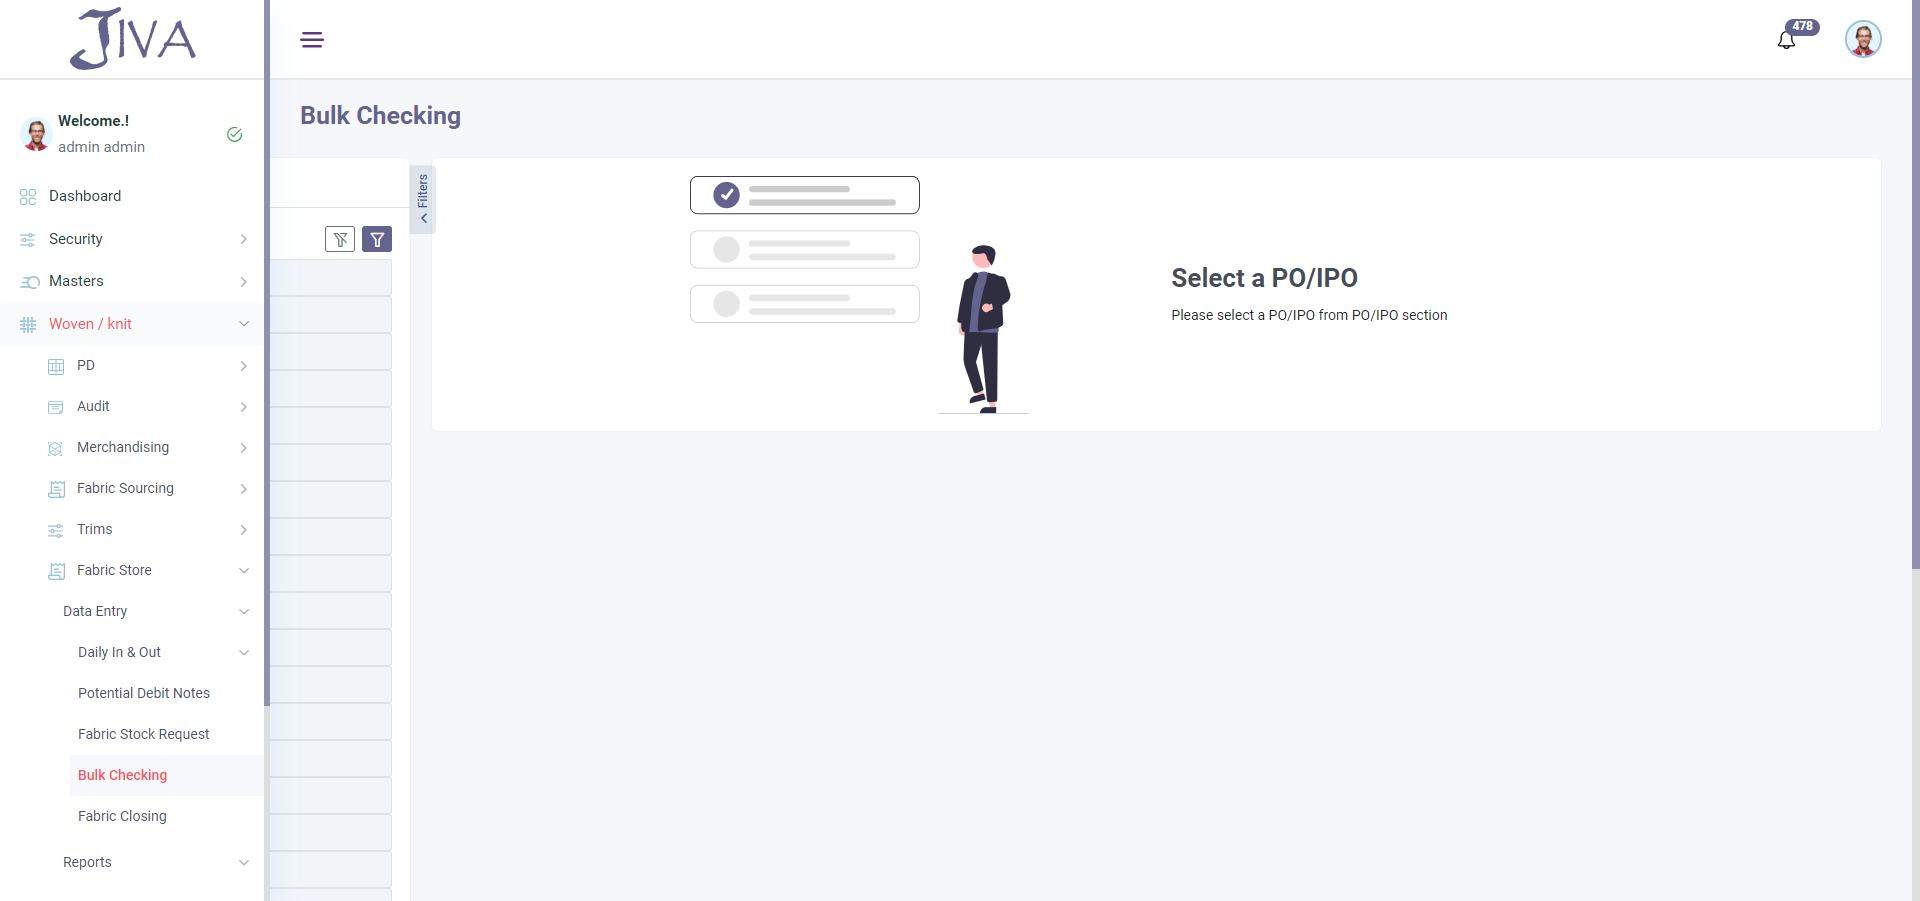 JIVA
478
Welcome.!
admin admin
Dashboard
Security
Masters
Woven / knit
PD
Audit
Merchandising
Fabric Sourcing
Trims
Fabric Store
Data Entry
Daily In & Out
Potential Debit Notes
Fabric Stock Request
Bulk Checking
Fabric Closing
Reports
Bulk Checking
Filters
Select a PO/IPO
Please select a PO/IPO from PO/IPO section